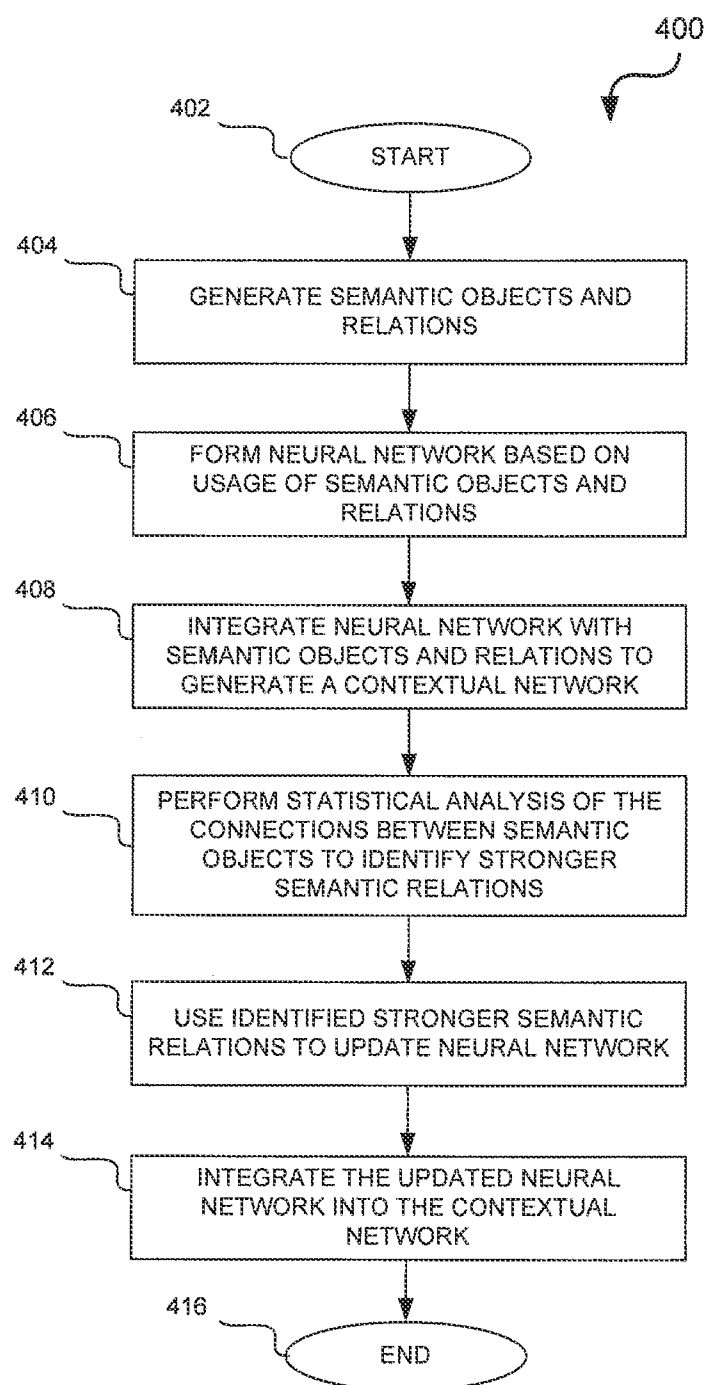 400
402
START
404
GENERATE SEMANTIC OBJECTS AND
RELATIONS
406
FORM NEURAL NETWORK BASED ON
USAGE OF SEMANTIC OBJECTS AND
RELATIONS
408
INTEGRATE NEURAL NETWORK WITH
SEMANTIC OBJECTS AND RELATIONS TO
GENERATE A CONTEXTUAL NETWORK
410
PERFORM STATISTICAL ANALYSIS OF THE
CONNECTIONS BETWEEN SEMANTIC
OBJECTS TO IDENTIFY STRONGER
SEMANTIC RELATIONS
412
USE IDENTIFIED STRONGER SEMANTIC
RELATIONS TO UPDATE NEURAL NETWORK
414
INTEGRATE THE UPDATED NEURAL
NETWORK INTO THE CONTEXTUAL
NETWORK
416
END